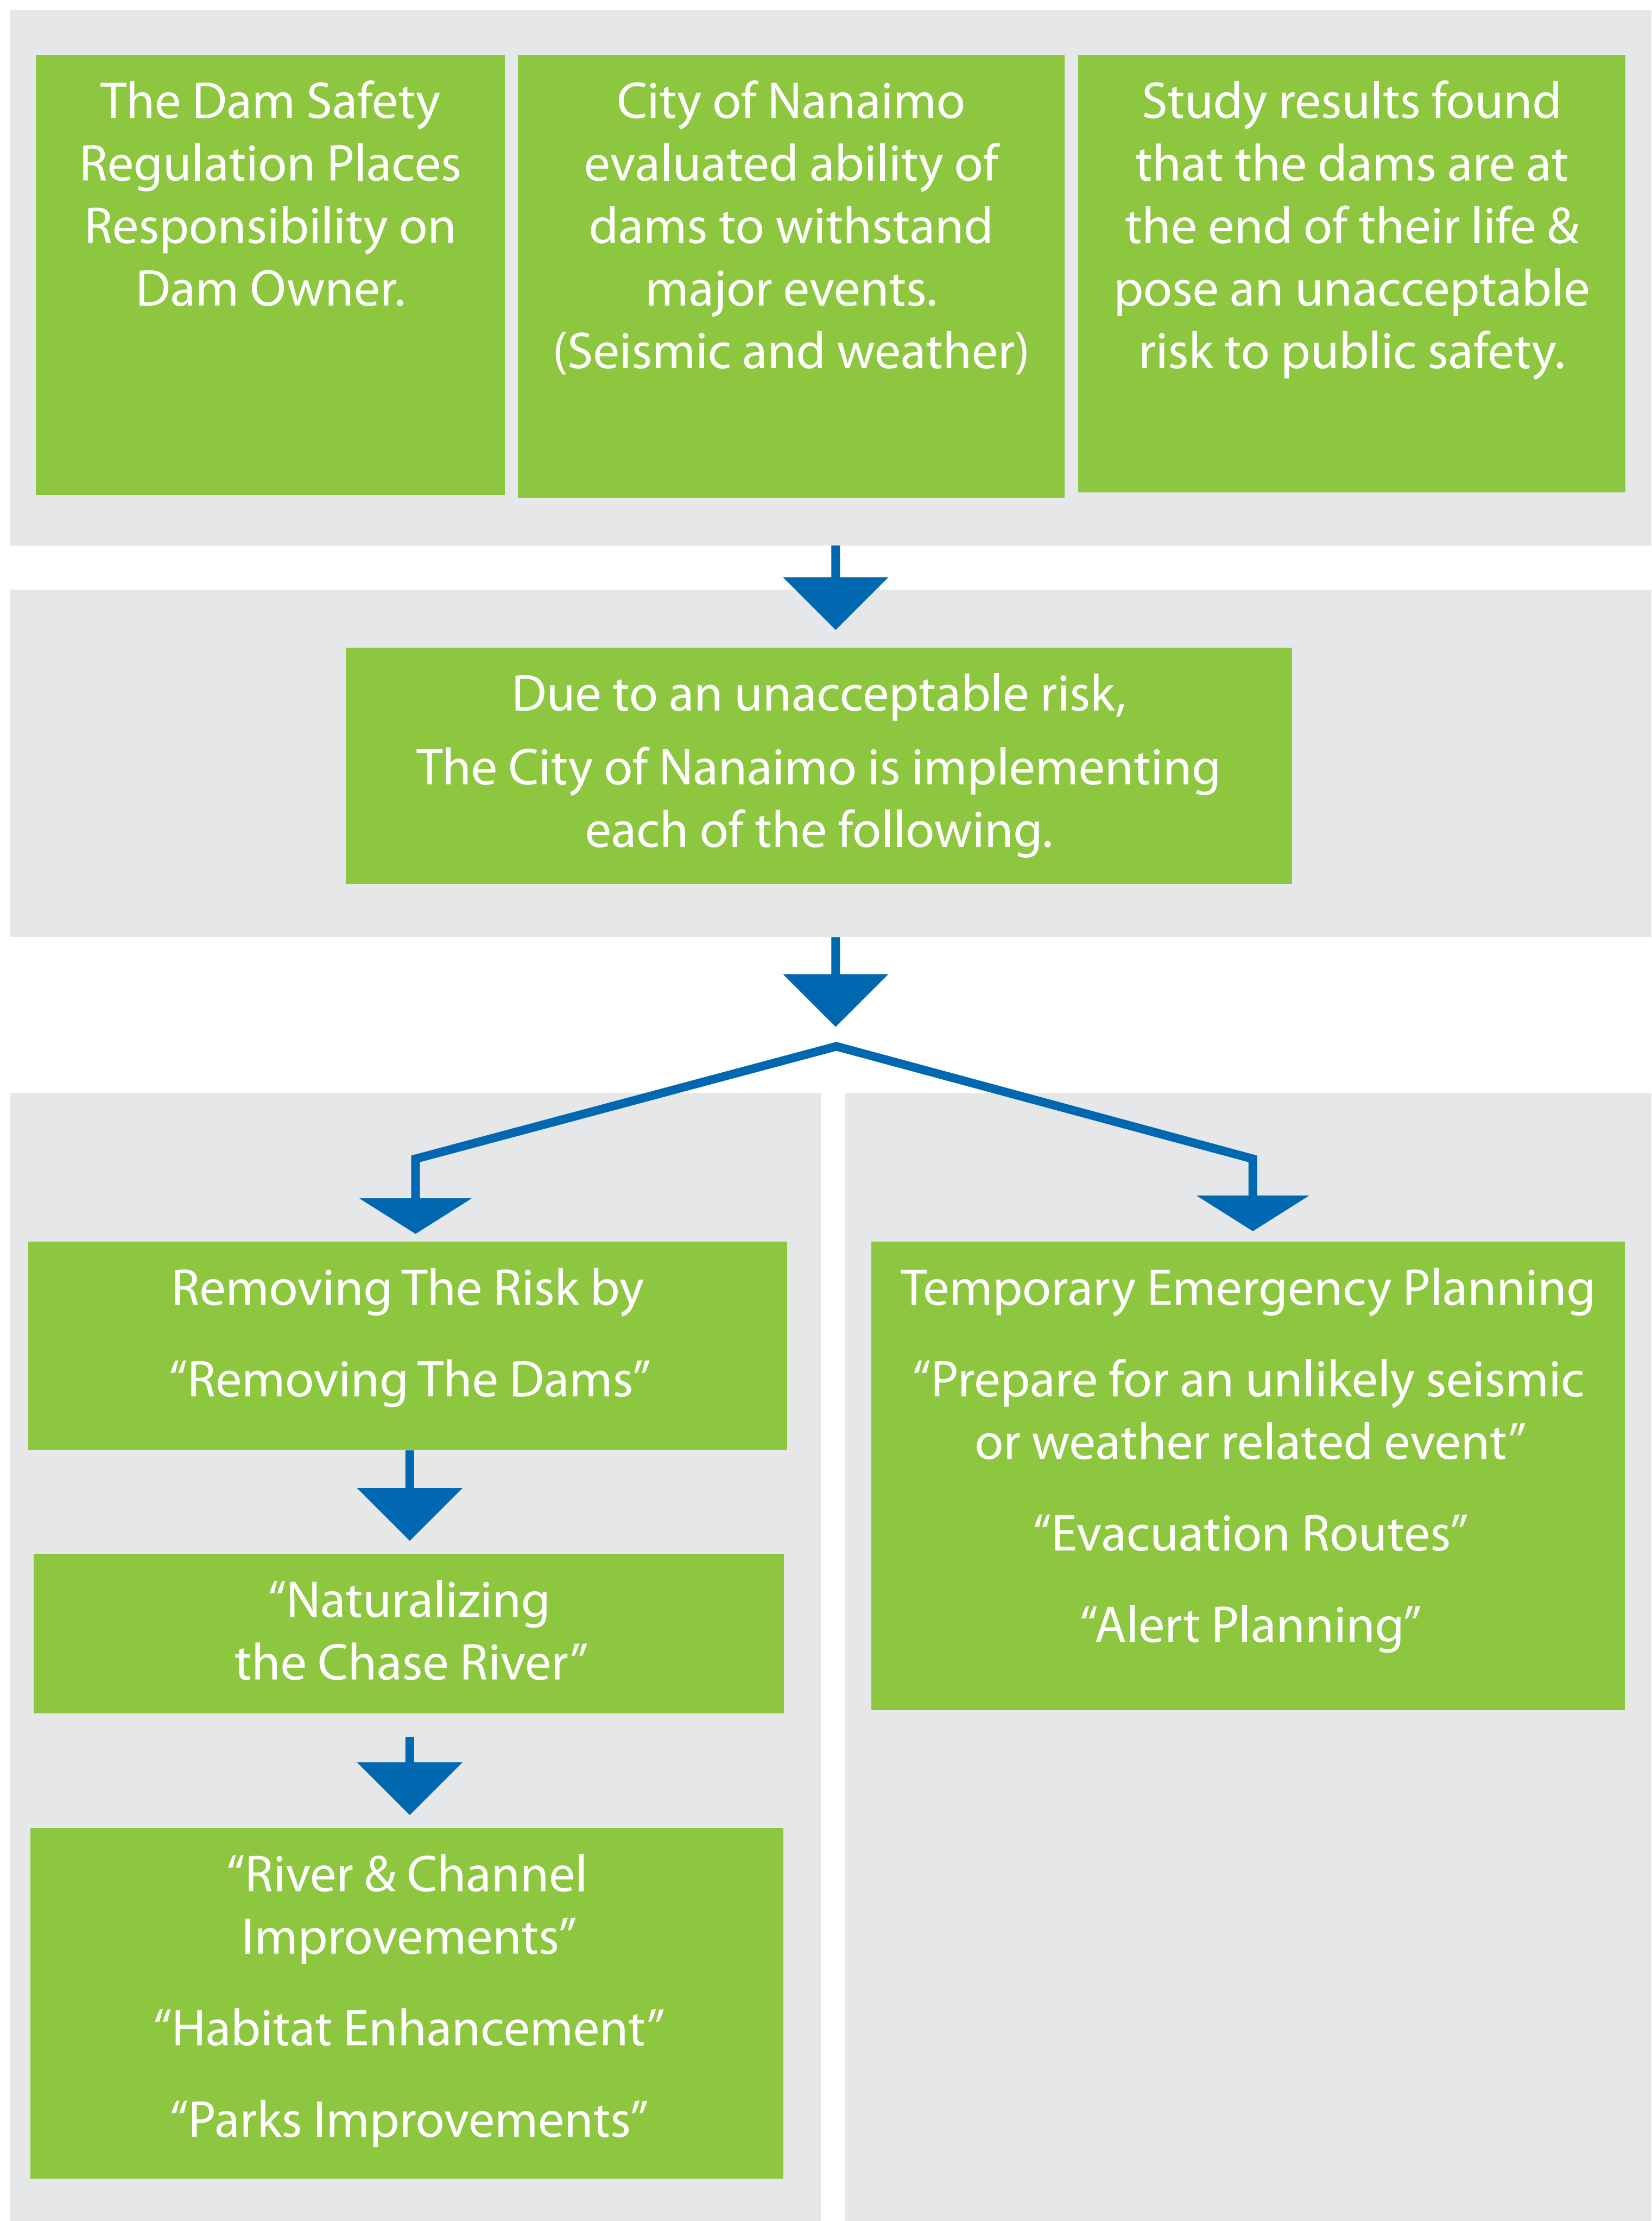 The Dam Safety
Regulation Places
Responsibility on
Dam Owner.
City of Nanaimo
evaluated ability of
dams to withstand
major events.
(Seismic and weather)
Study results found
that the dams are at
the end of their life &
pose an unacceptable
risk to public safety.
Due to an unacceptable risk,
The City of Nanaimo is implementing
each of the following.
Removing The Risk by
“Removing The Dams”
“Naturalizing
the Chase River”
“River & Channel
Improvements”
“Habitat Enhancement”
“Parks Improvements”
Temporary Emergency Planning
“Prepare for an unlikely seismic
or weather related event”
“Evacuation Routes”
“Alert Planning”